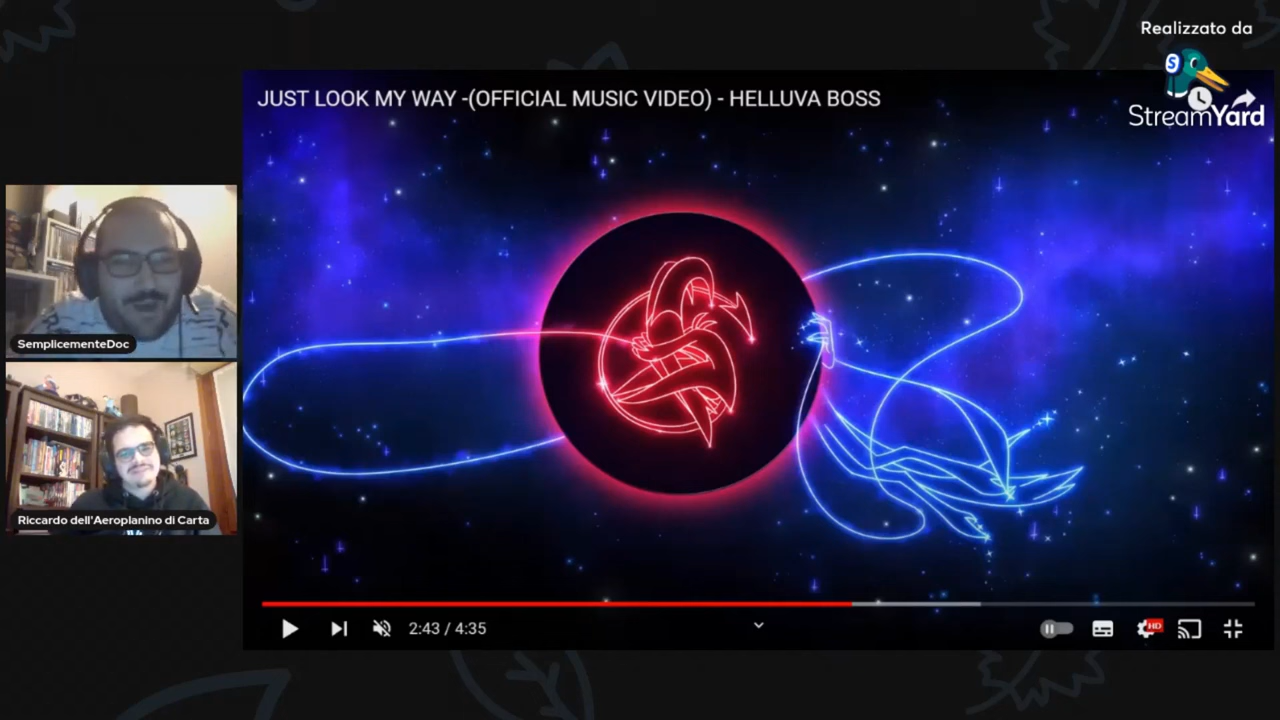 Realizzato da
S
StreamYard
JUST LOOK MY WAY -(OFFICIAL MUSIC VIDEO) - HELLUVA BOSS
SemplicementeDoc
Riccardo dell'Aeroplanino di Carta
2:43 / 4:35
HD